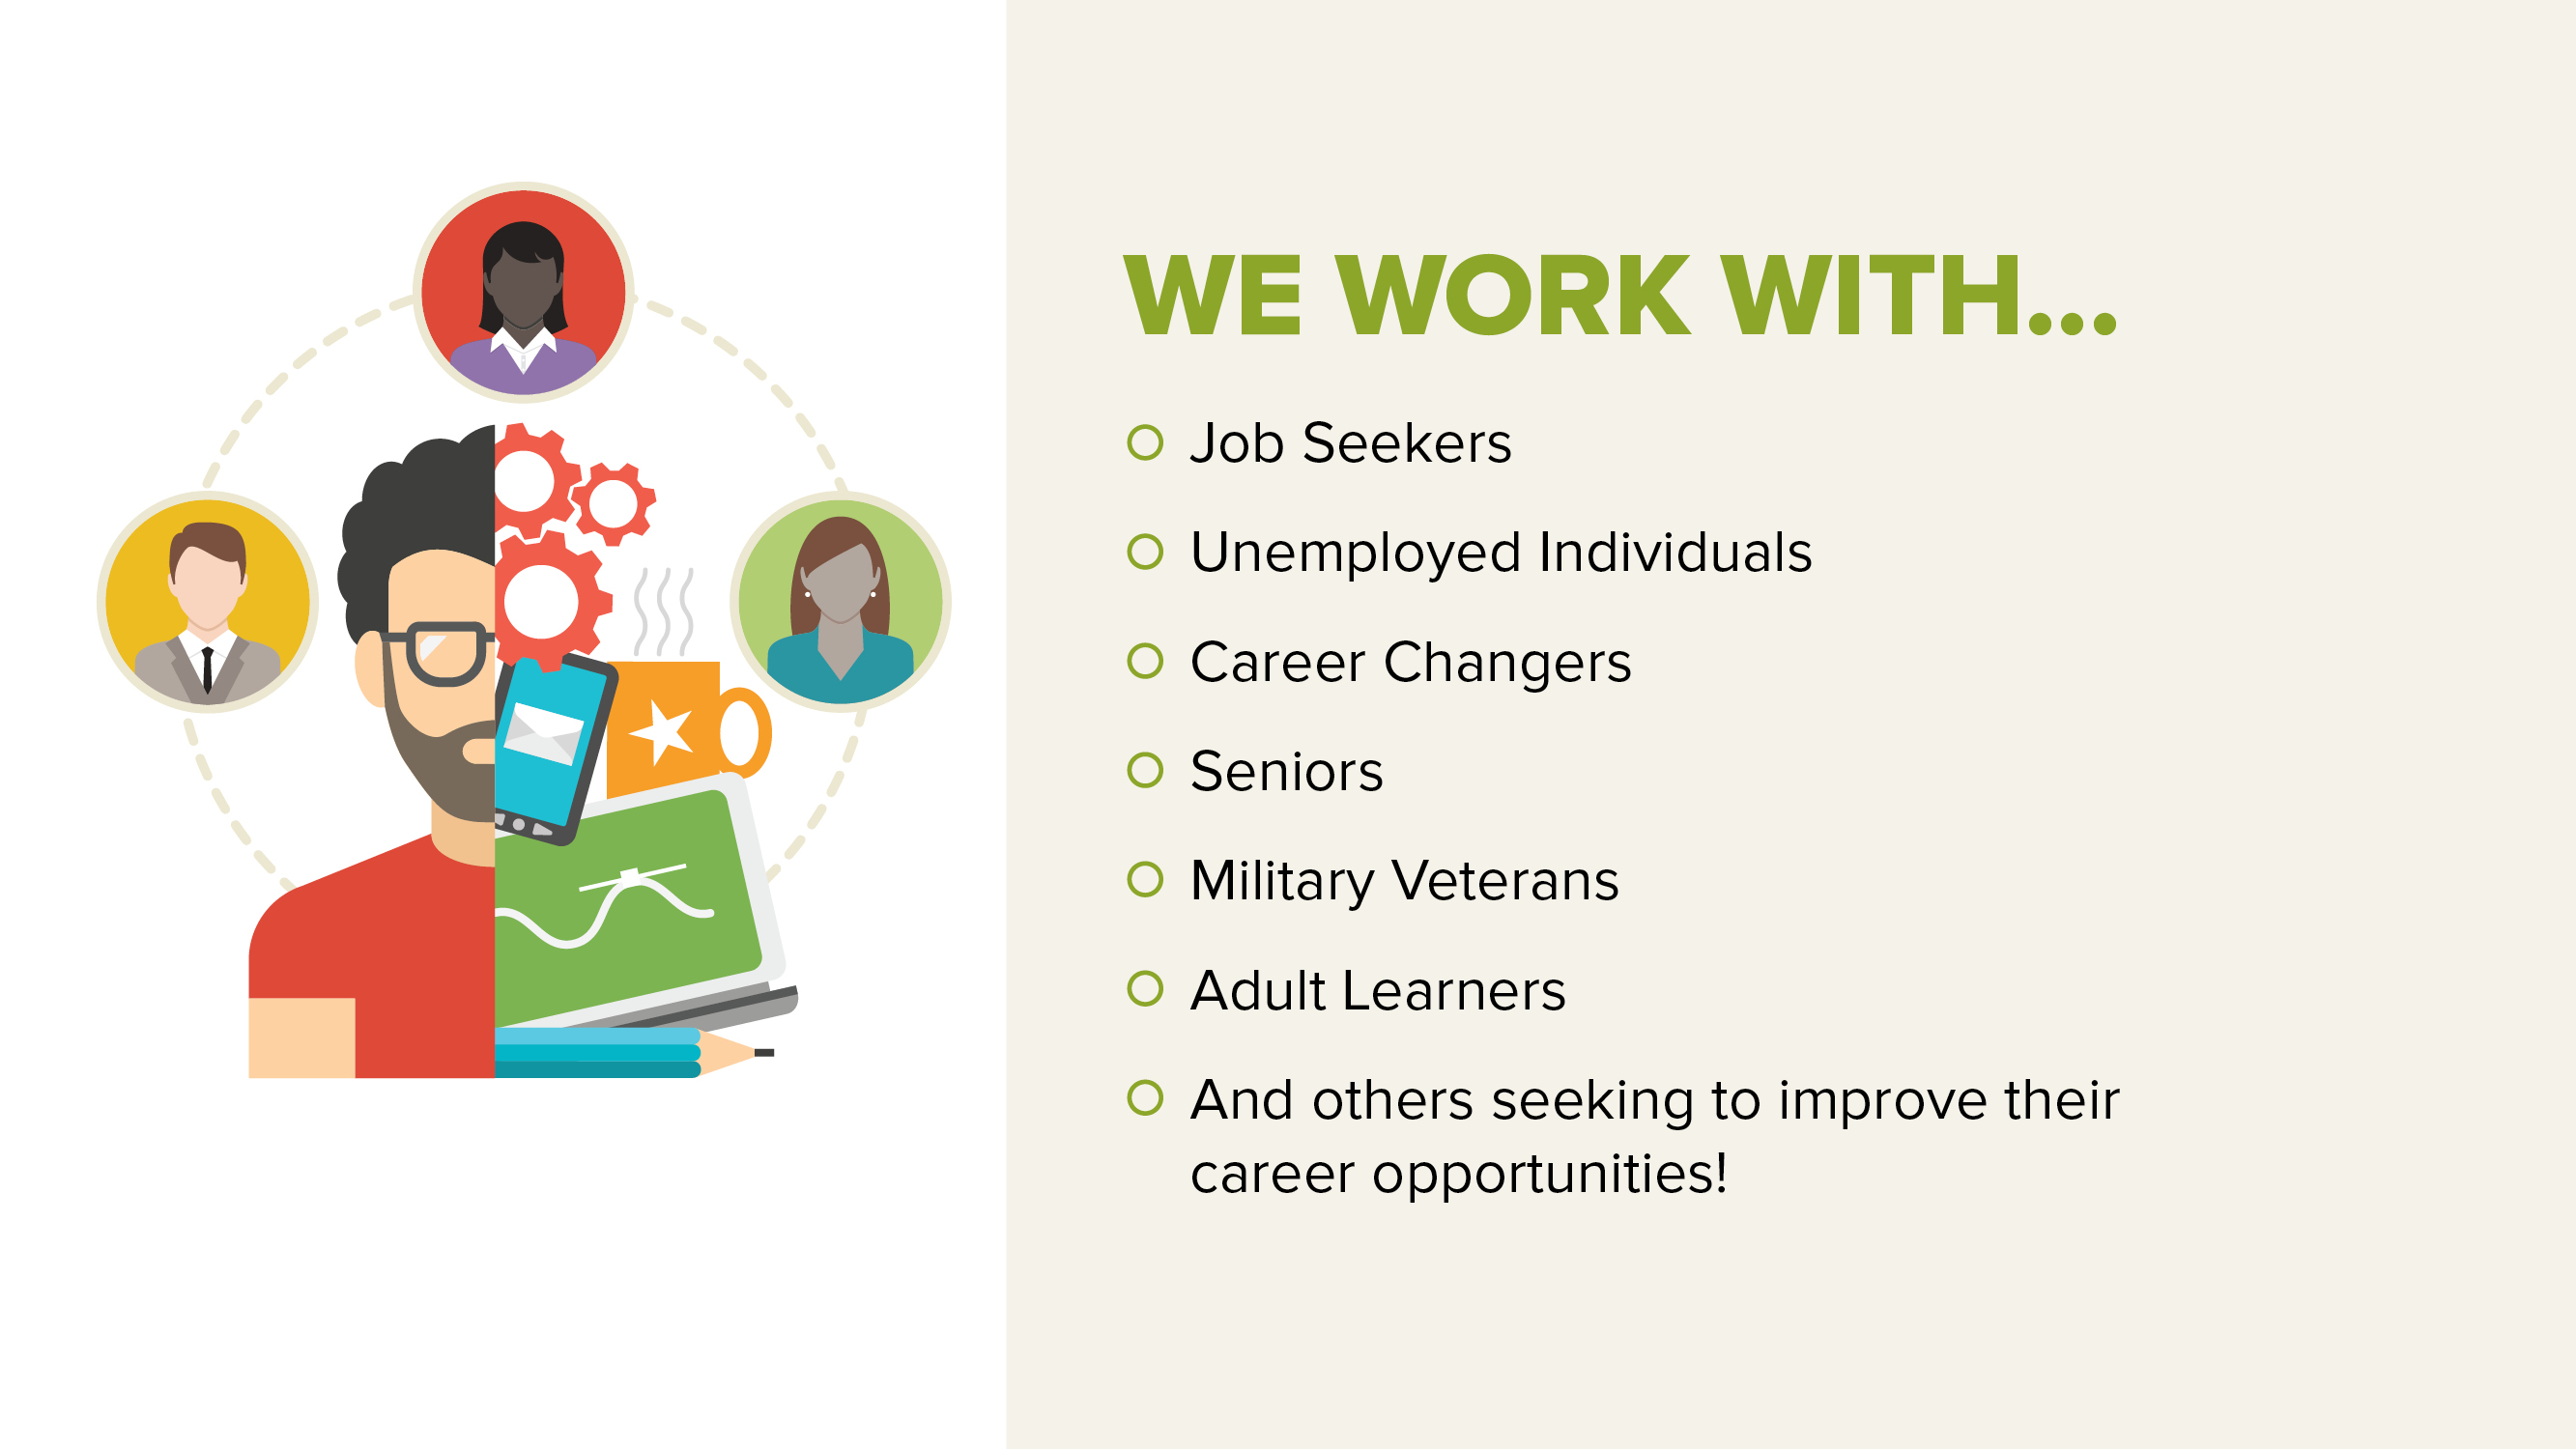 WE WORK WITH...
Job Seekers
Unemployed Individuals
Career Changers
Seniors
Military Veterans
Adult Learners
And others seeking to improve their
career opportunities!